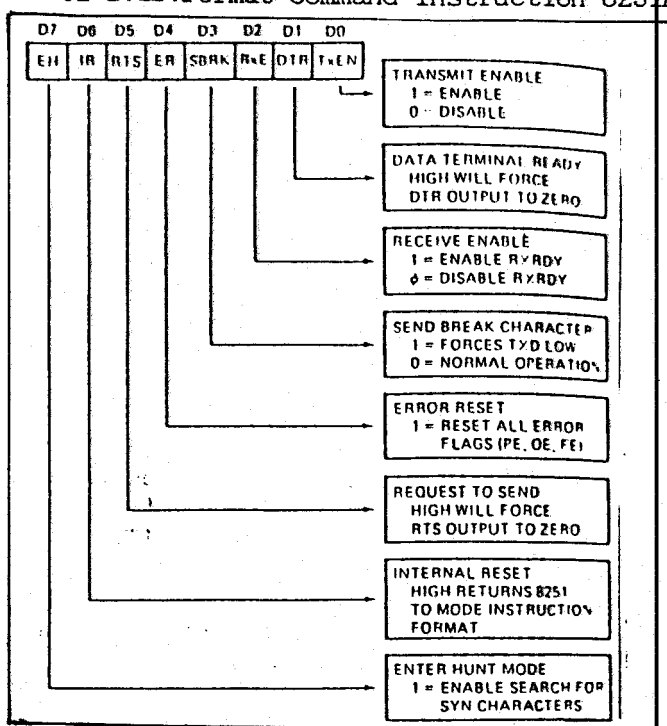 Format Command Instruction 8251A
D7 D6 D5 D4 D3 D2 D1 D0
EH IR RTS ER SBRK RxE DTR TxEN
TRANSMIT ENABLE
1 = ENABLE
0 = DISABLE
DATA TERMINAL READY
HIGH WILL FORCE
DTR OUTPUT TO ZERO
RECEIVE ENABLE
1 = ENABLE RXRDY
φ = DISABLE RXRDY
SEND BREAK CHARACTER
1 = FORCES TXD LOW
0 = NORMAL OPERATION
ERROR RESET
1 = RESET ALL ERROR
FLAGS (PE, OE, FE)
REQUEST TO SEND
HIGH WILL FORCE
RTS OUTPUT TO ZERO
INTERNAL RESET
HIGH RETURNS 8251
TO MODE INSTRUCTION
FORMAT
ENTER HUNT MODE
1 = ENABLE SEARCH FOR
SYN CHARACTERS